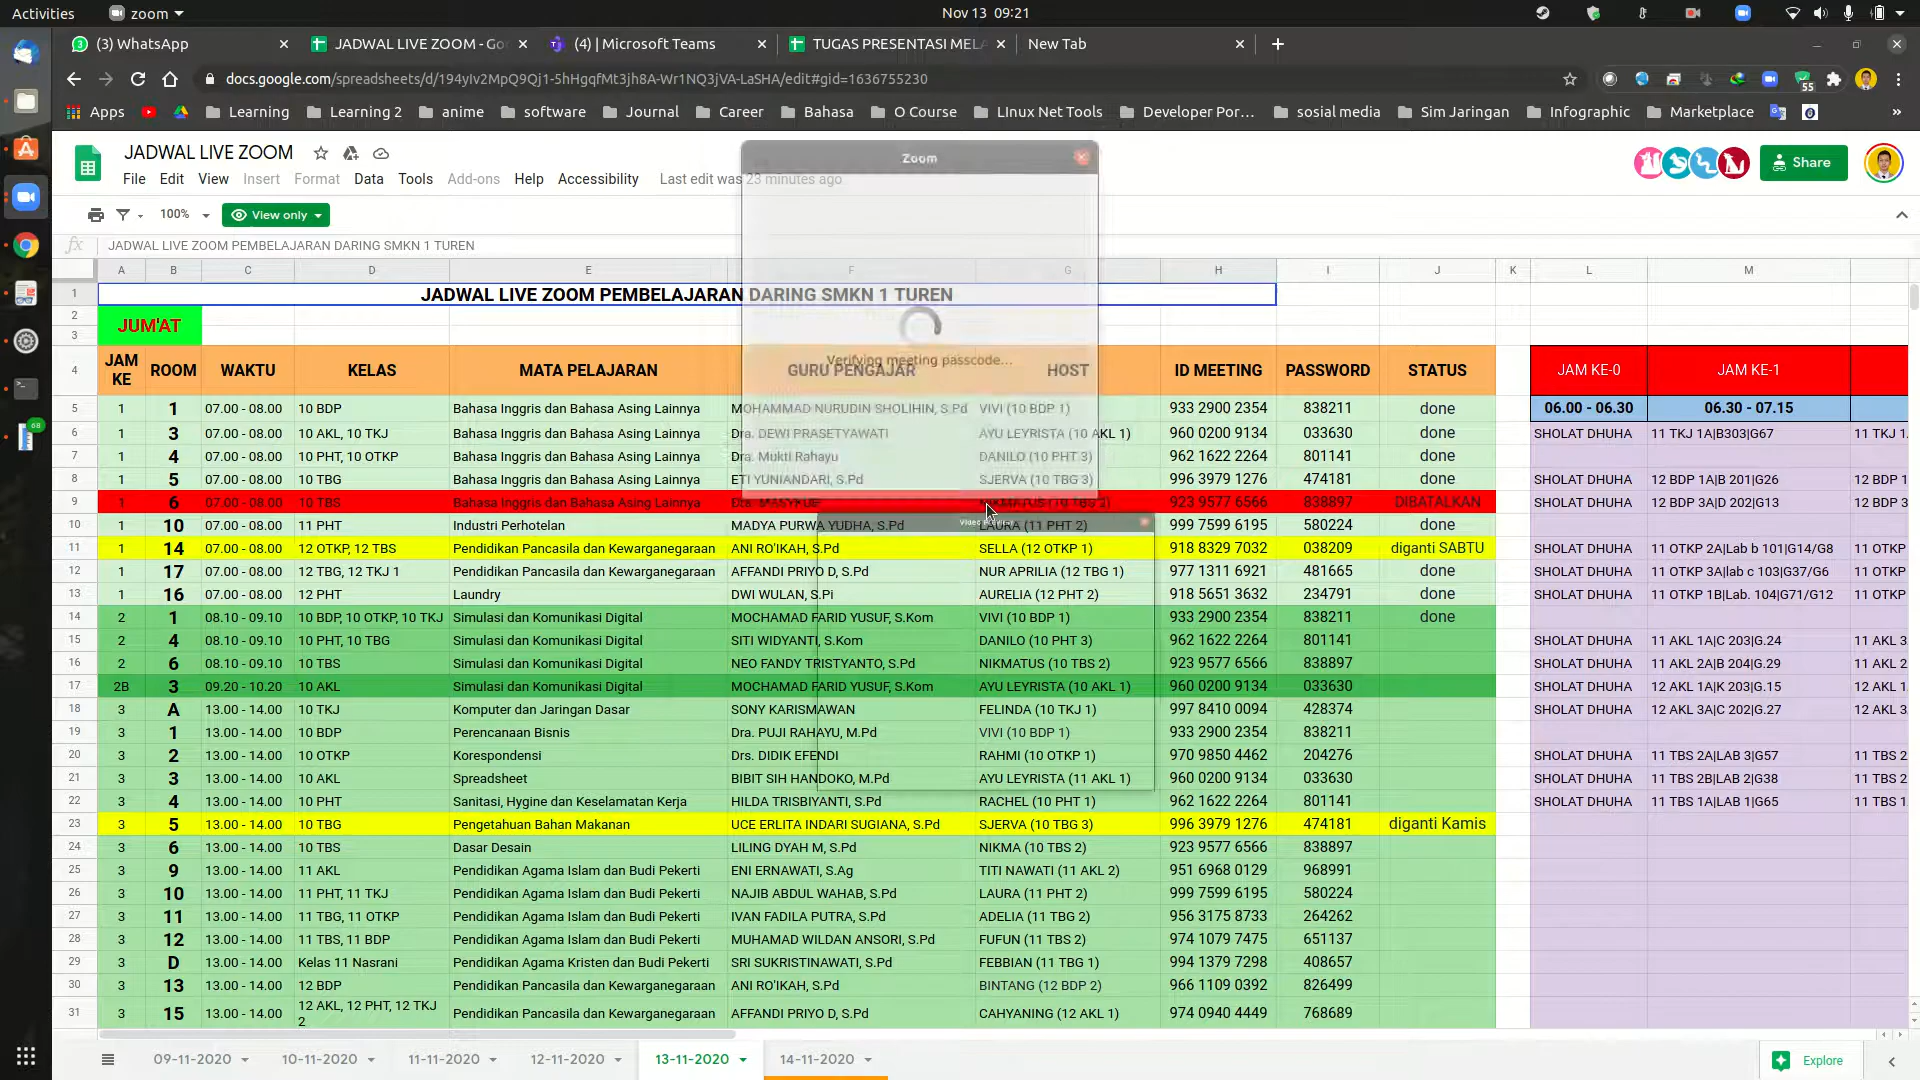 Activities zoom Nov 13 09:21
(3) WhatsApp JADWAL LIVE ZOOM - Go (4) | Microsoft Teams TUGAS PRESENTASI MELA New Tab
docs.google.com/spreadsheets/d/194yIv2MpQ9Qj1-5hHgqfMt3jh8A-Wr1NQ3jVA-LaSHA/edit#gid=1636755230 55
Apps Learning Learning 2 anime software Journal Career Bahasa O Course LInux Net Tools Developer Por... sosial media Sim Jaringan Infographic Marketplace »
JADWAL LIVE ZOOM
Share
File Edit View Insert Format Data Tools Add-ons Help Accessibility Last edit was 23 minutes ago
100% View only
fx JADWAL LIVE ZOOM PEMBELAJARAN DARING SMKN 1 TUREN
Zoom
Verifying meeting passcode...
A B C D E F G H I J K L M
1 JADWAL LIVE ZOOM PEMBELAJARAN DARING SMKN 1 TUREN
2 JUM'AT
3
4 JAM KE ROOM WAKTU KELAS MATA PELAJARAN GURU PENGAJAR HOST ID MEETING PASSWORD STATUS JAM KE-0 JAM KE-1
5 1 1 07.00 - 08.00 10 BDP Bahasa Inggris dan Bahasa Asing Lainnya MOHAMMAD NURUDIN SHOLIHIN, S.Pd VIVI (10 BDP 1) 933 2900 2354 838211 done 06.00 - 06.30 06.30 - 07.15
6 1 3 07.00 - 08.00 10 AKL, 10 TKJ Bahasa Inggris dan Bahasa Asing Lainnya Dra. DEWI PRASETYAWATI AYU LEYRISTA (10 AKL 1) 960 0200 9134 033630 done SHOLAT DHUHA 11 TKJ 1A|B303|G67 11 TKJ 1
7 1 4 07.00 - 08.00 10 PHT, 10 OTKP Bahasa Inggris dan Bahasa Asing Lainnya Dra. Mukti Rahayu DANILO (10 PHT 3) 962 1622 2264 801141 done
8 1 5 07.00 - 08.00 10 TBG Bahasa Inggris dan Bahasa Asing Lainnya ETI YUNIANDARI, S.Pd SJERVA (10 TBG 3) 996 3979 1276 474181 done SHOLAT DHUHA 12 BDP 1A|B 201|G26 12 BDP 1
9 1 6 07.00 - 08.00 10 TBS Bahasa Inggris dan Bahasa Asing Lainnya Dra. NIKMATUS (10 TBS 2) 923 9577 6566 838897 DIBATALKAN SHOLAT DHUHA 12 BDP 3A|D 202|G13 12 BDP 3
10 1 10 07.00 - 08.00 11 PHT Industri Perhotelan MADYA PURWA YUDHA, S.Pd LAURA (11 PHT 2) 999 7599 6195 580224 done
11 1 14 07.00 - 08.00 12 OTKP, 12 TBS Pendidikan Pancasila dan Kewarganegaraan ANI RO'IKAH, S.Pd SELLA (12 OTKP 1) 918 8329 7032 038209 diganti SABTU SHOLAT DHUHA 11 OTKP 2A|Lab b 101|G14/G8 11 OTKP
12 1 17 07.00 - 08.00 12 TBG, 12 TKJ 1 Pendidikan Pancasila dan Kewarganegaraan AFFANDI PRIYO D, S.Pd NUR APRILIA (12 TBG 1) 977 1311 6921 481665 done SHOLAT DHUHA 11 OTKP 3A|lab c 103|G37/G6 11 OTKP
13 1 16 07.00 - 08.00 12 PHT Laundry DWI WULAN, S.Pi AURELIA (12 PHT 2) 918 5651 3632 234791 done SHOLAT DHUHA 11 OTKP 1B|Lab. 104|G71/G12 11 OTKP
14 2 1 08.10 - 09.10 10 BDP, 10 OTKP, 10 TKJ Simulasi dan Komunikasi Digital MOCHAMAD FARID YUSUF, S.Kom VIVI (10 BDP 1) 933 2900 2354 838211 done
15 2 4 08.10 - 09.10 10 PHT, 10 TBG Simulasi dan Komunikasi Digital SITI WIDYANTI, S.Kom DANILO (10 PHT 3) 962 1622 2264 801141 SHOLAT DHUHA 11 AKL 1A|C 203|G.24 11 AKL 3
16 2 6 08.10 - 09.10 10 TBS Simulasi dan Komunikasi Digital NEO FANDY TRISTYANTO, S.Pd NIKMATUS (10 TBS 2) 923 9577 6566 838897 SHOLAT DHUHA 11 AKL 2A|B 204|G.29 11 AKL 2
17 2B 3 09.20 - 10.20 10 AKL Simulasi dan Komunikasi Digital MOCHAMAD FARID YUSUF, S.Kom AYU LEYRISTA (10 AKL 1) 960 0200 9134 033630 SHOLAT DHUHA 12 AKL 1A|K 203|G.15 12 AKL 1
18 3 A 13.00 - 14.00 10 TKJ Komputer dan Jaringan Dasar SONY KARISMAWAN FELINDA (10 TKJ 1) 997 8410 0094 428374 SHOLAT DHUHA 12 AKL 3A|C 202|G.27 12 AKL 3
19 3 1 13.00 - 14.00 10 BDP Perencanaan Bisnis Dra. PUJI RAHAYU, M.Pd VIVI (10 BDP 1) 933 2900 2354 838211
20 3 2 13.00 - 14.00 10 OTKP Korespondensi Drs. DIDIK EFENDI RAHMI (10 OTKP 1) 970 9850 4462 204276 SHOLAT DHUHA 11 TBS 2A|LAB 3|G57 11 TBS 2
21 3 3 13.00 - 14.00 10 AKL Spreadsheet BIBIT SIH HANDOKO, M.Pd AYU LEYRISTA (11 AKL 1) 960 0200 9134 033630 SHOLAT DHUHA 11 TBS 2B|LAB 2|G38 11 TBS 2
22 3 4 13.00 - 14.00 10 PHT Sanitasi, Hygine dan Keselamatan Kerja HILDA TRISBIYANTI, S.Pd RACHEL (10 PHT 1) 962 1622 2264 801141 SHOLAT DHUHA 11 TBS 1A|LAB 1|G65 11 TBS 1
23 3 5 13.00 - 14.00 10 TBG Pengetahuan Bahan Makanan UCE ERLITA INDARI SUGIANA, S.Pd SJERVA (10 TBG 3) 996 3979 1276 474181 diganti Kamis
24 3 6 13.00 - 14.00 10 TBS Dasar Desain LILING DYAH M, S.Pd NIKMA (10 TBS 2) 923 9577 6566 838897
25 3 9 13.00 - 14.00 11 AKL Pendidikan Agama Islam dan Budi Pekerti ENI ERNAWATI, S.Ag TITI NAWATI (11 AKL 2) 951 6968 0129 968991
26 3 10 13.00 - 14.00 11 PHT, 11 TKJ Pendidikan Agama Islam dan Budi Pekerti NAJIB ABDUL WAHAB, S.Pd LAURA (11 PHT 2) 999 7599 6195 580224
27 3 11 13.00 - 14.00 11 TBG, 11 OTKP Pendidikan Agama Islam dan Budi Pekerti IVAN FADILA PUTRA, S.Pd ADELIA (11 TBG 2) 956 3175 8733 264262
28 3 12 13.00 - 14.00 11 TBS, 11 BDP Pendidikan Agama Islam dan Budi Pekerti MUHAMAD WILDAN ANSORI, S.Pd FUFUN (11 TBS 2) 974 1079 7475 651137
29 3 D 13.00 - 14.00 Kelas 11 Nasrani Pendidikan Agama Kristen dan Budi Pekerti SRI SUKRISTINAWATI, S.Pd FEBBIAN (11 TBG 1) 994 1379 7298 408657
30 3 13 13.00 - 14.00 12 BDP Pendidikan Pancasila dan Kewarganegaraan ANI RO'IKAH, S.Pd BINTANG (12 BDP 2) 966 1109 0392 826499
31 3 15 13.00 - 14.00 12 AKL, 12 PHT, 12 TKJ 2 Pendidikan Pancasila dan Kewarganegaraan AFFANDI PRIYO D, S.Pd CAHYANING (12 AKL 1) 974 0940 4449 768689
68
09-11-2020 10-11-2020 11-11-2020 12-11-2020 13-11-2020 14-11-2020 Explore